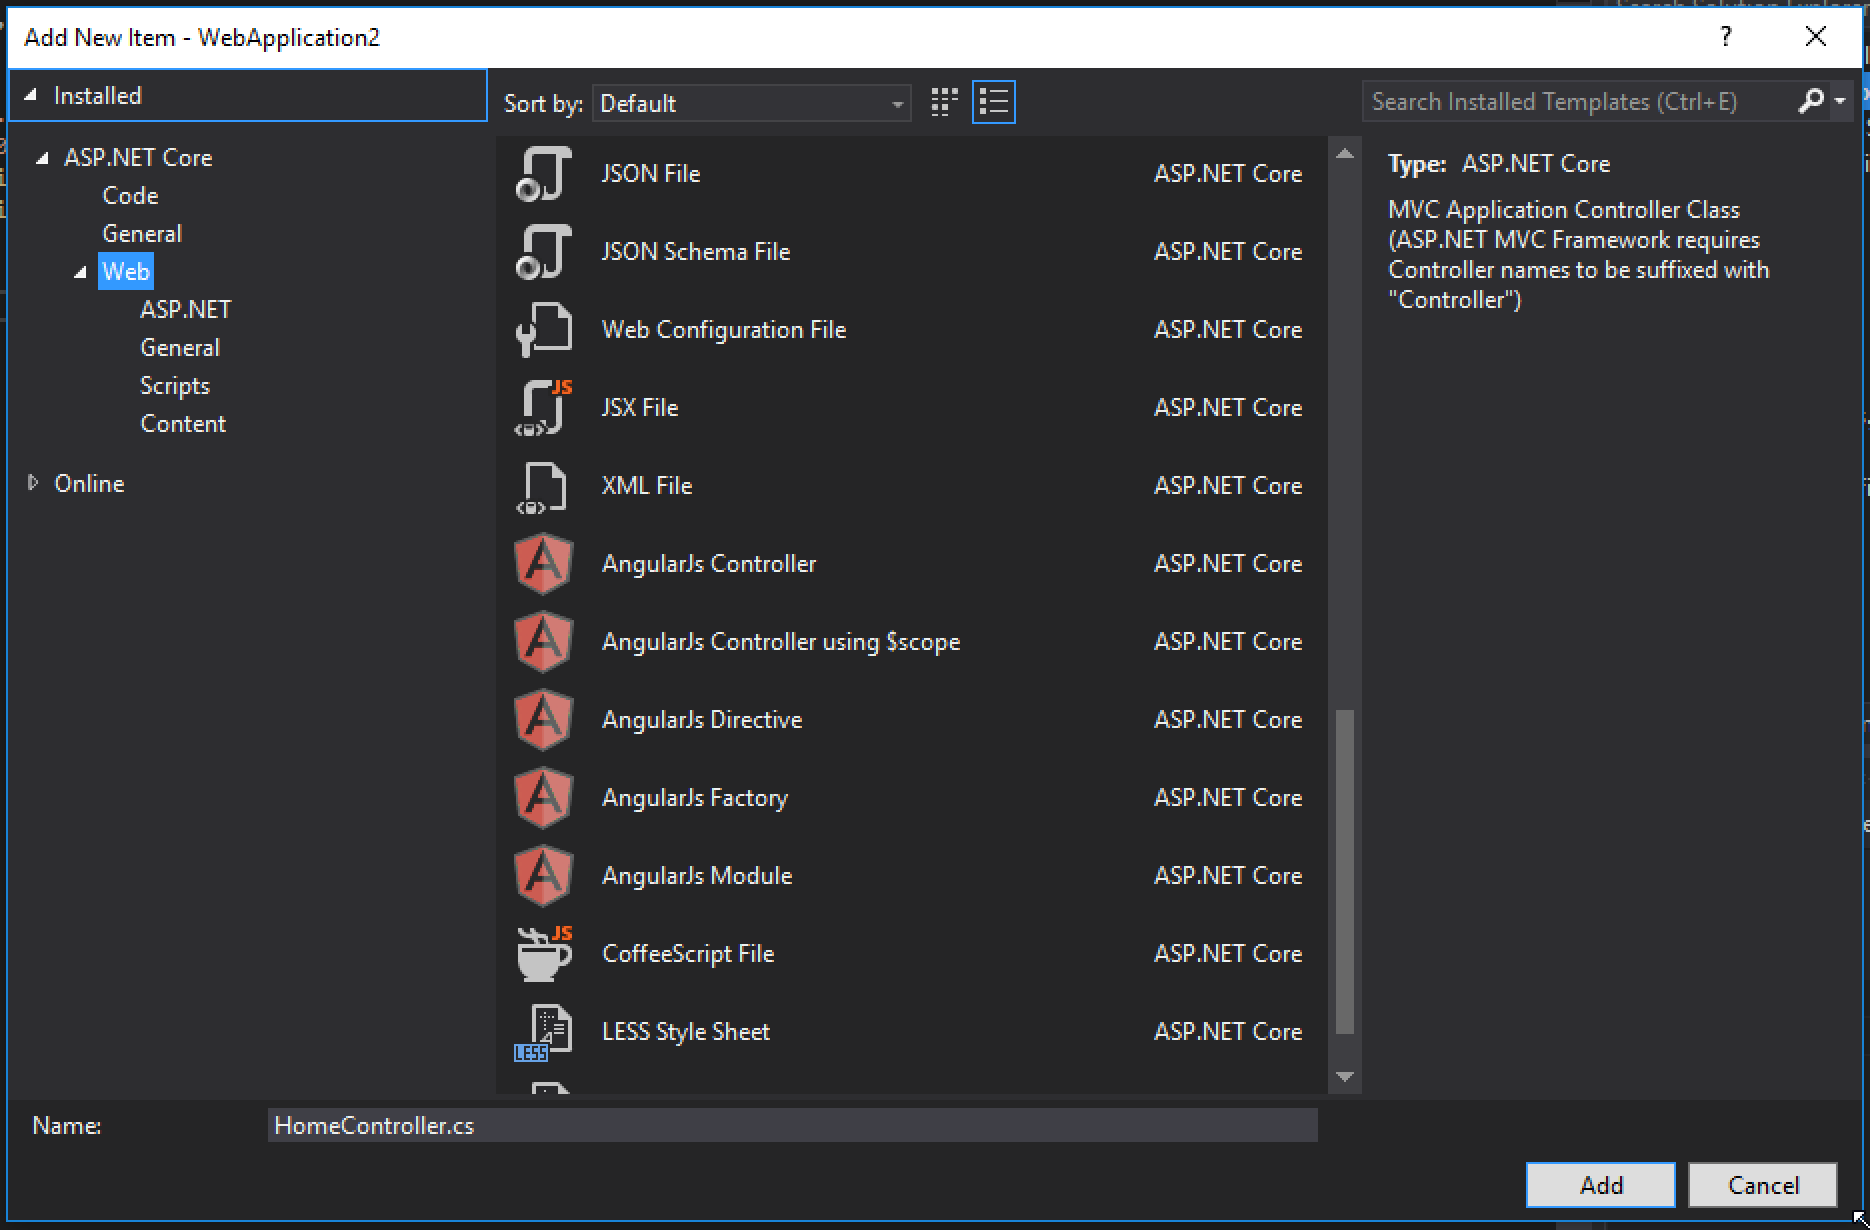 Add New Item - WebApplication2
?
Installed
Sort by: Default
Search Installed Templates (Ctrl+E)
ASP.NET Core
Code
General
Web
ASP.NET
General
Scripts
Content
Online
JSON File ASP.NET Core
JSON Schema File ASP.NET Core
Web Configuration File ASP.NET Core
JS
JSX File ASP.NET Core
XML File ASP.NET Core
AngularJs Controller ASP.NET Core
AngularJs Controller using $scope ASP.NET Core
AngularJs Directive ASP.NET Core
AngularJs Factory ASP.NET Core
AngularJs Module ASP.NET Core
JS
CoffeeScript File ASP.NET Core
LESS
LESS Style Sheet ASP.NET Core
Type: ASP.NET Core
MVC Application Controller Class
(ASP.NET MVC Framework requires
Controller names to be suffixed with
"Controller")
Name: HomeController.cs
Add Cancel